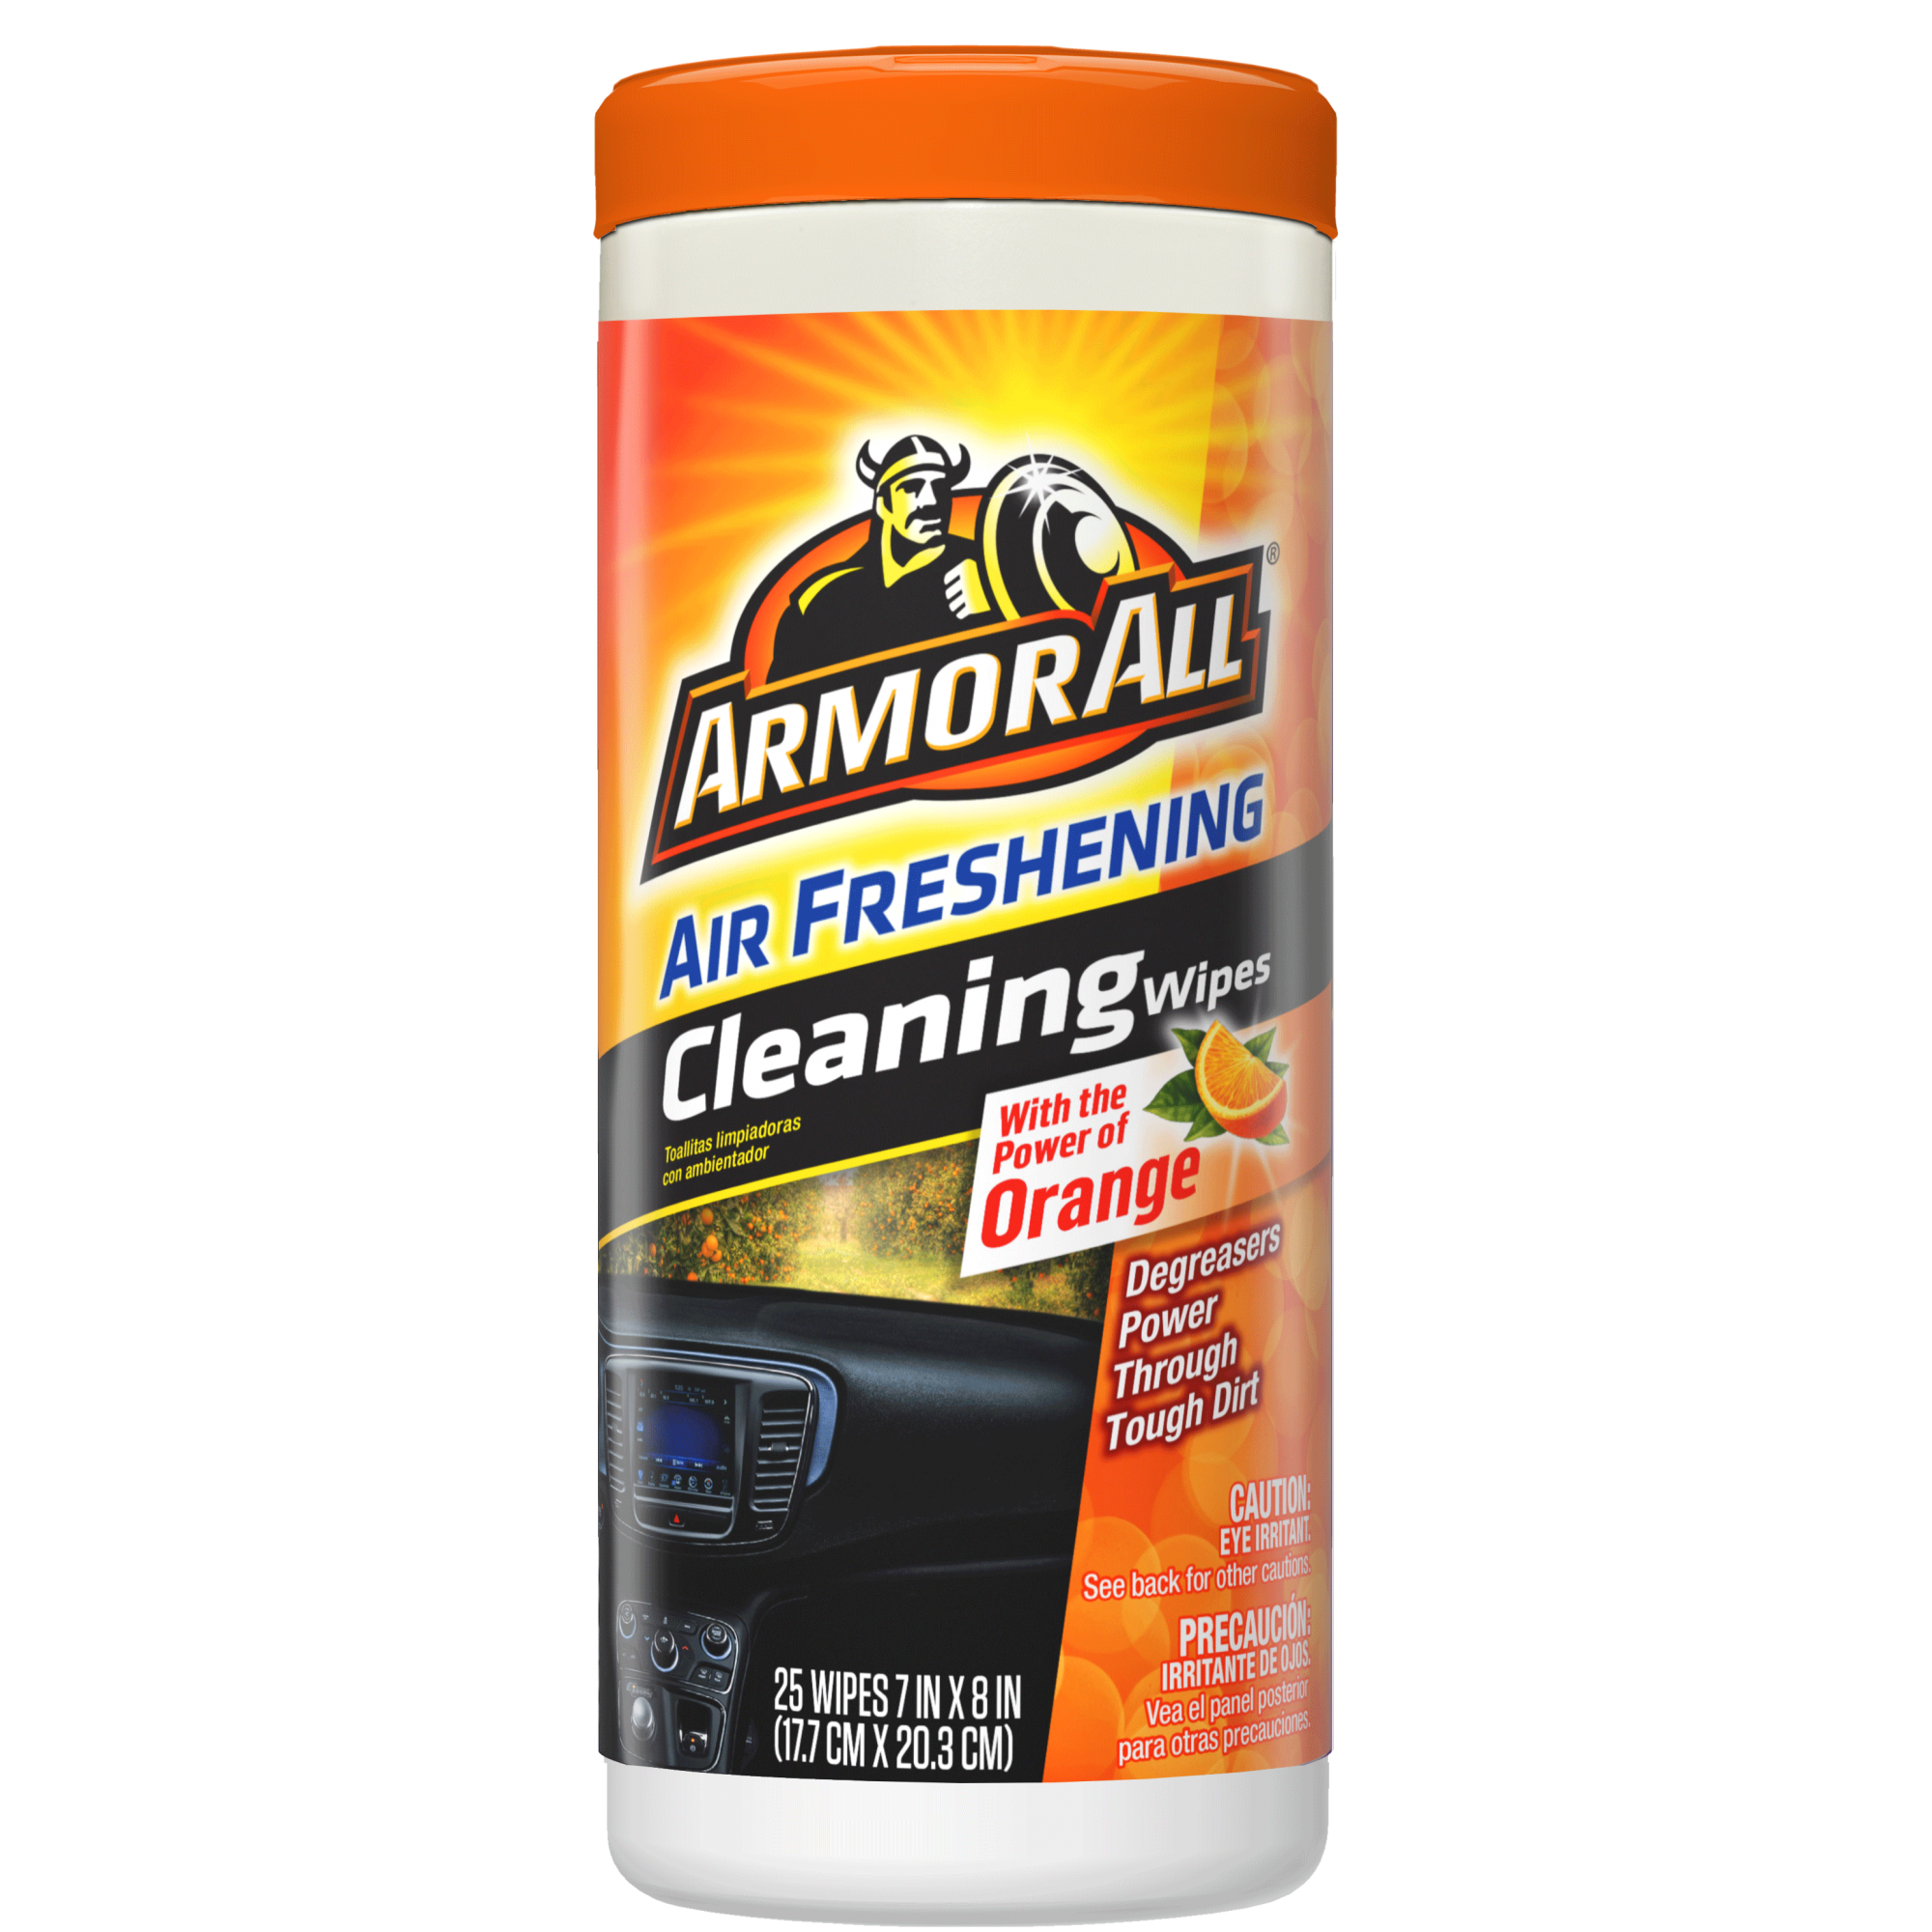 ARMOR ALL®
AIR FRESHENING
Cleaning Wipes
Toallitas limpiadoras
con ambientador
With the
Power of
Orange
Degreasers
Power
Through
Tough Dirt
CAUTION:
EYE IRRITANT.
See back for other cautions.
PRECAUCIÓN:
IRRITANTE DE OJOS.
Vea el panel posterior
para otras precauciones.
25 WIPES 7 IN X 8 IN
(17.7 CM X 20.3 CM)